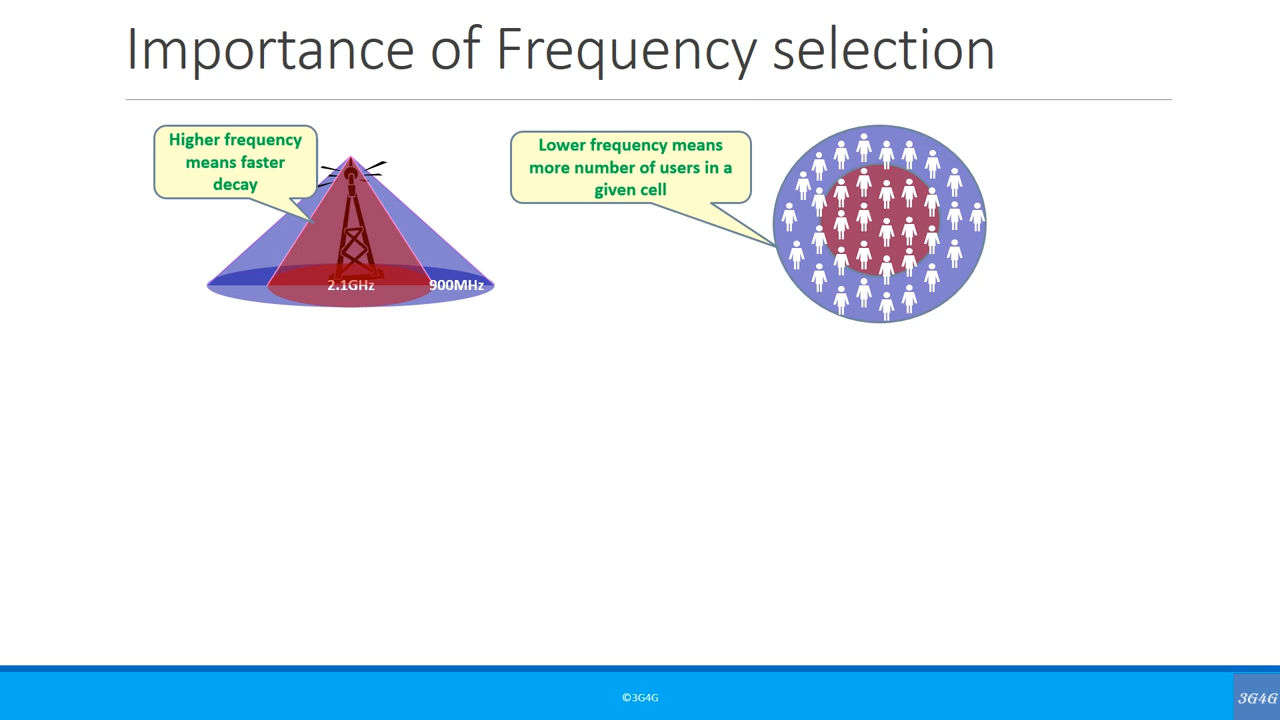 Importance of Frequency selection
Higher frequency
means faster
decay
Lower frequency means
more number of users in a
given cell
2.1GHz
900MHz
©3G4G
3G4G